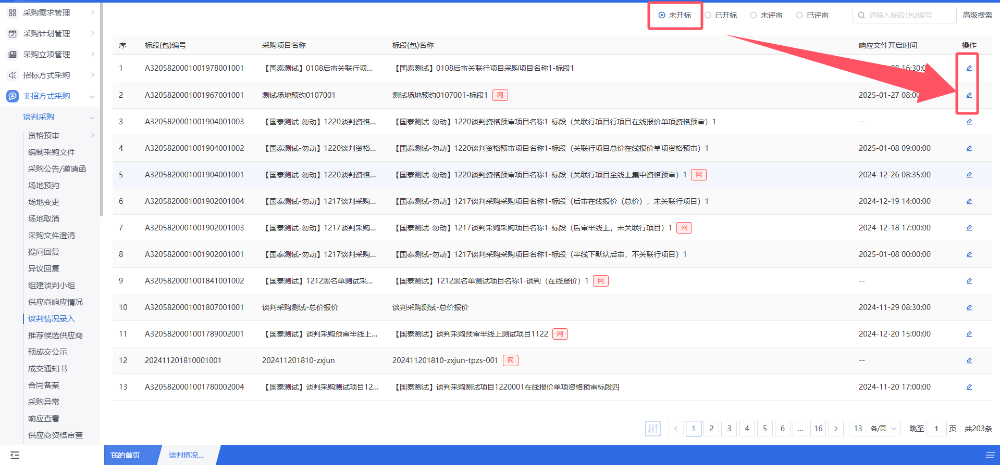 采购需求管理
采购计划管理
采购立项管理
招标方式采购
非招方式采购
谈判采购
资格预审
编制采购文件
采购公告/邀请函
场地预约
场地变更
场地取消
采购文件澄清
提问回复
异议回复
组建谈判小组
供应商响应情况
谈判情况录入
推荐候选供应商
预成交公示
成交通知书
合同备案
采购异常
响应查看
供应商资格审查
未开标 已开标 未评审 已评审 请输入标段(包)编号 高级搜索
序 标段(包)编号 采购项目名称 标段(包)名称 响应文件开启时间 操作
1 A3205820001001978001001 【国泰测试】0108后审关联行项... 【国泰测试】0108后审关联行项目采购项目名称1-标段1 08 16:30:0
2 A3205820001001967001001 测试场地预约0107001 测试场地预约0107001-标段1 网 2025-01-27 08:00
3 A3205820001001904001003 【国泰测试-勿动】1220谈判资格... 【国泰测试-勿动】1220谈判资格预审项目名称1-标段（关联行项目行项目在线报价单项资格预审）1 --
4 A3205820001001904001002 【国泰测试-勿动】1220谈判资格... 【国泰测试-勿动】1220谈判资格预审项目名称1-标段（关联行项目总价在线报价单项资格预审）1 2025-01-08 09:00:00
5 A3205820001001904001001 【国泰测试-勿动】1220谈判资格... 【国泰测试-勿动】1220谈判资格预审项目名称1-标段（关联行项目全线上集中资格预审）1 网 2024-12-26 08:35:00
6 A3205820001001902001004 【国泰测试-勿动】1217谈判采购... 【国泰测试-勿动】1217谈判采购采购项目名称1-标段（后审在线报价（总价），未关联行项目）1 2024-12-19 14:00:00
7 A3205820001001902001003 【国泰测试-勿动】1217谈判采购... 【国泰测试-勿动】1217谈判采购采购项目名称1-标段（后审半线上，未关联行项目）1 网 2024-12-18 17:00:00
8 A3205820001001902001001 【国泰测试-勿动】1217谈判采购... 【国泰测试-勿动】1217谈判采购采购项目名称1-标段（半线下默认后审，不关联行项目）1 2025-01-08 00:00:00
9 A3205820001001841001002 【国泰测试】1212黑名单测试采... 【国泰测试】1212黑名单测试项目名称1-谈判（在线报价）1 网 --
10 A3205820001001807001001 谈判采购测试-总价报价 谈判采购测试-总价报价 2024-11-29 08:30:00
11 A3205820001001789002001 【国泰测试】谈判采购预审半线上... 【国泰测试】谈判采购预审半线上测试项目1122 网 2024-12-20 15:00:00
12 202411201810001001 202411201810-zxjun 202411201810-zxjun-tpzs-001 网 --
13 A3205820001001780002004 【国泰测试】谈判采购测试项目12... 【国泰测试】谈判采购测试项目1220001在线报价单项资格预审标段四 2024-11-20 17:00:00
1 2 3 4 5 6 ... 16 13 条/页 跳至 1 页 共203条
我的首页 谈判情况...